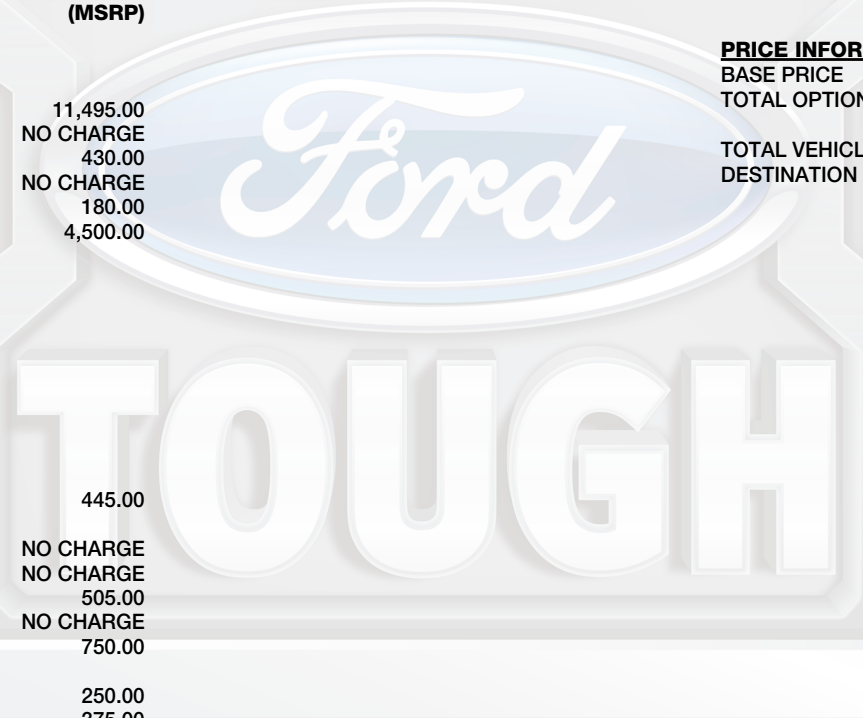 (MSRP)
11,495.00
NO CHARGE
430.00
NO CHARGE
180.00
4,500.00
445.00
NO CHARGE
NO CHARGE
505.00
NO CHARGE
750.00
250.00
375.00
PRICE INFOR
BASE PRICE
TOTAL OPTION
TOTAL VEHICL
DESTINATION
Ford
TOUGH